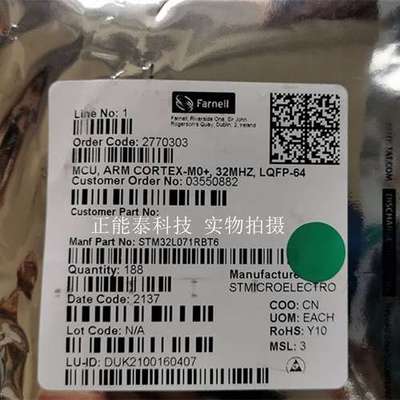 Farnell
Farnell, Riverside One, Sir John
Rogerson's Quay, Dublin, 2, Ireland
Line No: 1
Order Code: 2770303
MCU, ARM CORTEX-M0+, 32MHZ, LQFP-64
Customer Order No: 03550882
Customer Part No:
正能泰科技 实物拍摄
Manf Part No: STM32L071RBT6
Quantity: 188
Manufacturer
STMICROELECTRO
Date Code: 2137
COO: CN
UOM: EACH
Lot Code: N/A
RoHS: Y10
MSL: 3
LU-ID: DUK2100160407